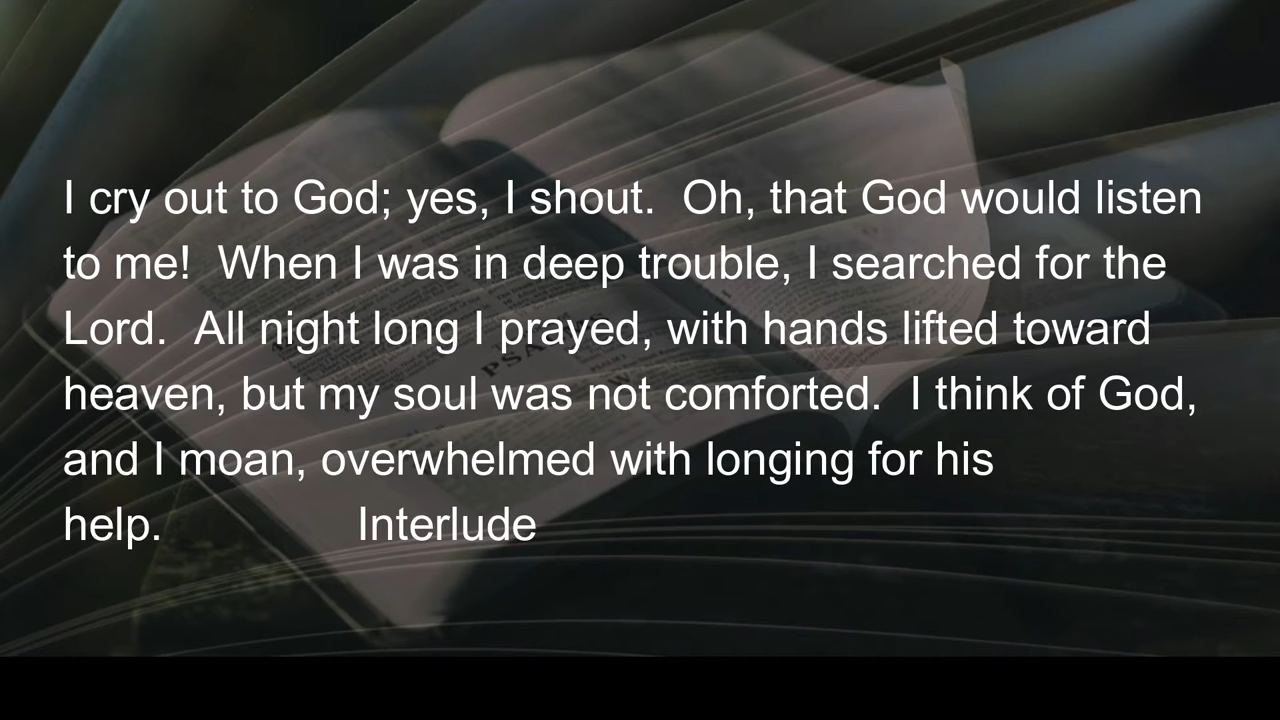 I cry out to God; yes, I shout.  Oh, that God would listen
to me!  When I was in deep trouble, I searched for the
Lord.  All night long I prayed, with hands lifted toward
heaven, but my soul was not comforted.  I think of God,
and I moan, overwhelmed with longing for his
help.                Interlude
PSALMS